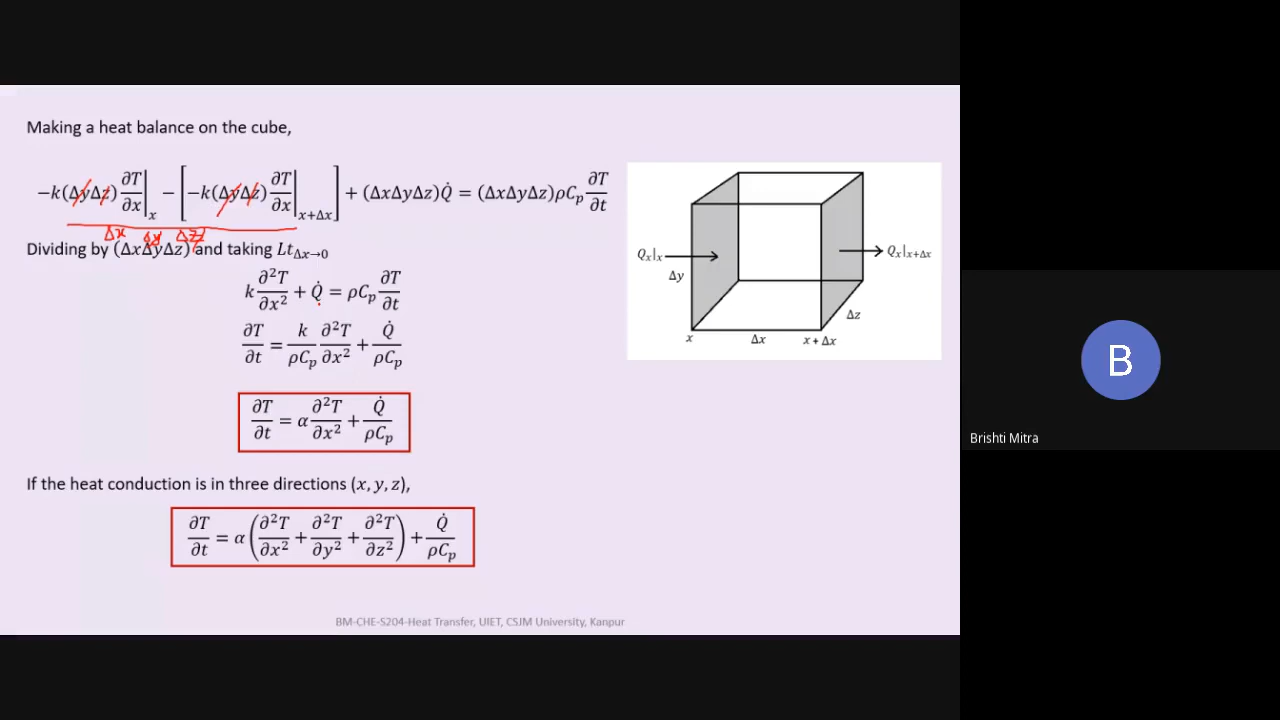 Making a heat balance on the cube,
−k(ΔyΔz) ∂T/∂x|ₓ − [−k(ΔyΔz) ∂T/∂x|ₓ₊Δₓ] + (ΔxΔyΔz)Q̇ = (ΔxΔyΔz)ρCₚ ∂T/∂t
Δx Δy Δz
Dividing by (ΔxΔyΔz) and taking Lt_Δx→0
k ∂²T/∂x² + Q̇ = ρCₚ ∂T/∂t
∂T/∂t = k/ρCₚ ∂²T/∂x² + Q̇/ρCₚ
∂T/∂t = α ∂²T/∂x² + Q̇/ρCₚ
If the heat conduction is in three directions (x, y, z),
∂T/∂t = α (∂²T/∂x² + ∂²T/∂y² + ∂²T/∂z²) + Q̇/ρCₚ
Qₓ|ₓ
Qₓ|ₓ₊Δₓ
Δy
Δz
x
Δx
x + Δx
BM-CHE-S204-Heat Transfer, UIET, CSJM University, Kanpur
B
Brishti Mitra